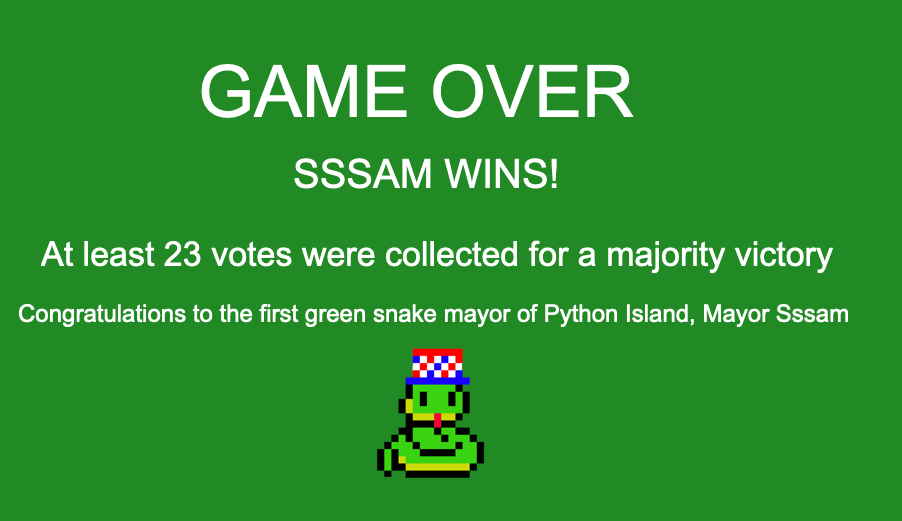 GAME OVER
SSSAM WINS!
At least 23 votes were collected for a majority victory
Congratulations to the first green snake mayor of Python Island, Mayor Sssam